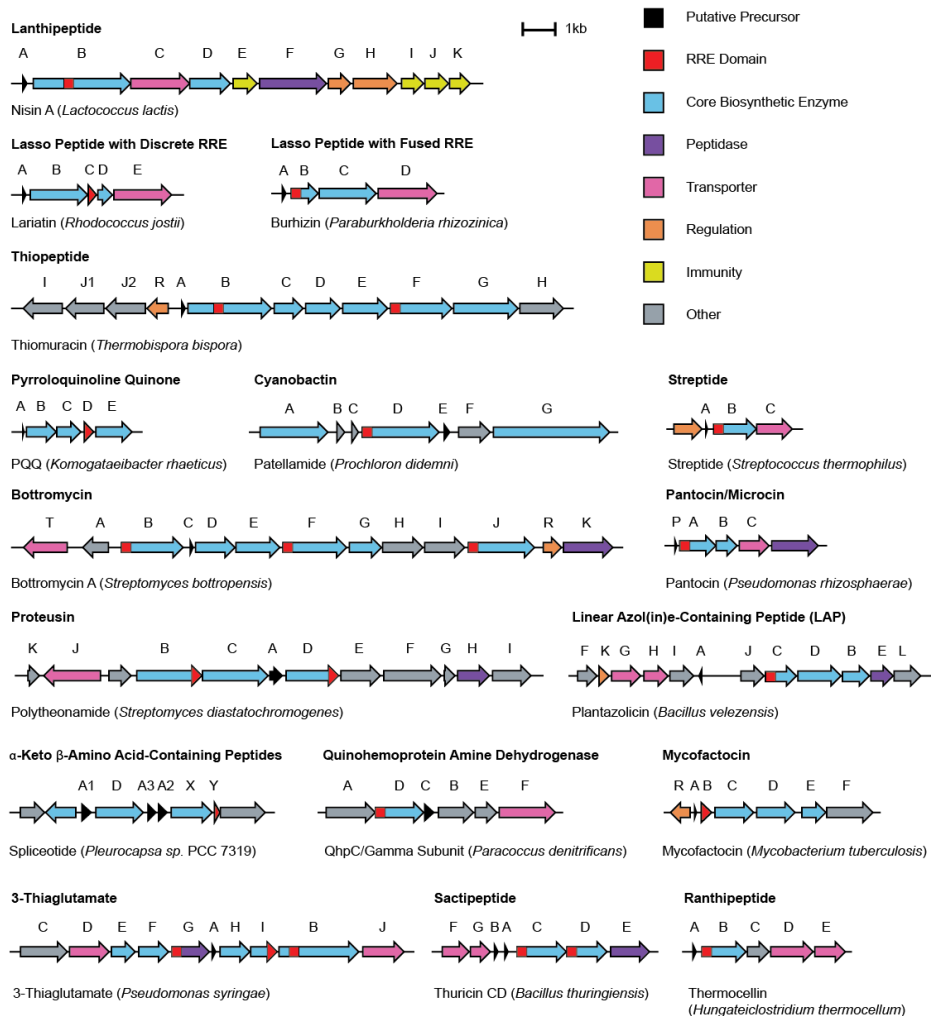 Lanthipeptide
A B C D E F G H I J K
Nisin A (Lactococcus lactis)
1kb
Putative Precursor
RRE Domain
Core Biosynthetic Enzyme
Peptidase
Transporter
Regulation
Immunity
Other
Lasso Peptide with Discrete RRE
A B C D E
Lariatin (Rhodococcus jostii)
Lasso Peptide with Fused RRE
A B C D
Burhizin (Paraburkholderia rhizozinica)
Thiopeptide
I J1 J2 R A B C D E F G H
Thiomuracin (Thermobispora bispora)
Pyrroloquinoline Quinone
A B C D E
PQQ (Komogataeibacter rhaeticus)
Cyanobactin
A B C D E F G
Patellamide (Prochloron didemni)
Streptide
A B C
Streptide (Streptococcus thermophilus)
Bottromycin
T A B C D E F G H I J R K
Bottromycin A (Streptomyces bottropensis)
Pantocin/Microcin
P A B C
Pantocin (Pseudomonas rhizosphaerae)
Proteusin
K J B C A D E F G H I
Polytheonamide (Streptomyces diastatochromogenes)
Linear Azol(in)e-Containing Peptide (LAP)
F K G H I A J C D B E L
Plantazolicin (Bacillus velezensis)
α-Keto β-Amino Acid-Containing Peptides
A1 D A3 A2 X Y
Spliceotide (Pleurocapsa sp. PCC 7319)
Quinohemoprotein Amine Dehydrogenase
A D C B E F
QhpC/Gamma Subunit (Paracoccus denitrificans)
Mycofactocin
R A B C D E F
Mycofactocin (Mycobacterium tuberculosis)
3-Thiaglutamate
C D E F G A H I B J
3-Thiaglutamate (Pseudomonas syringae)
Sactipeptide
F G B A C D E
Thuricin CD (Bacillus thuringiensis)
Ranthipeptide
A B C D E
Thermocellin
(Hungateiclostridium thermocellum)